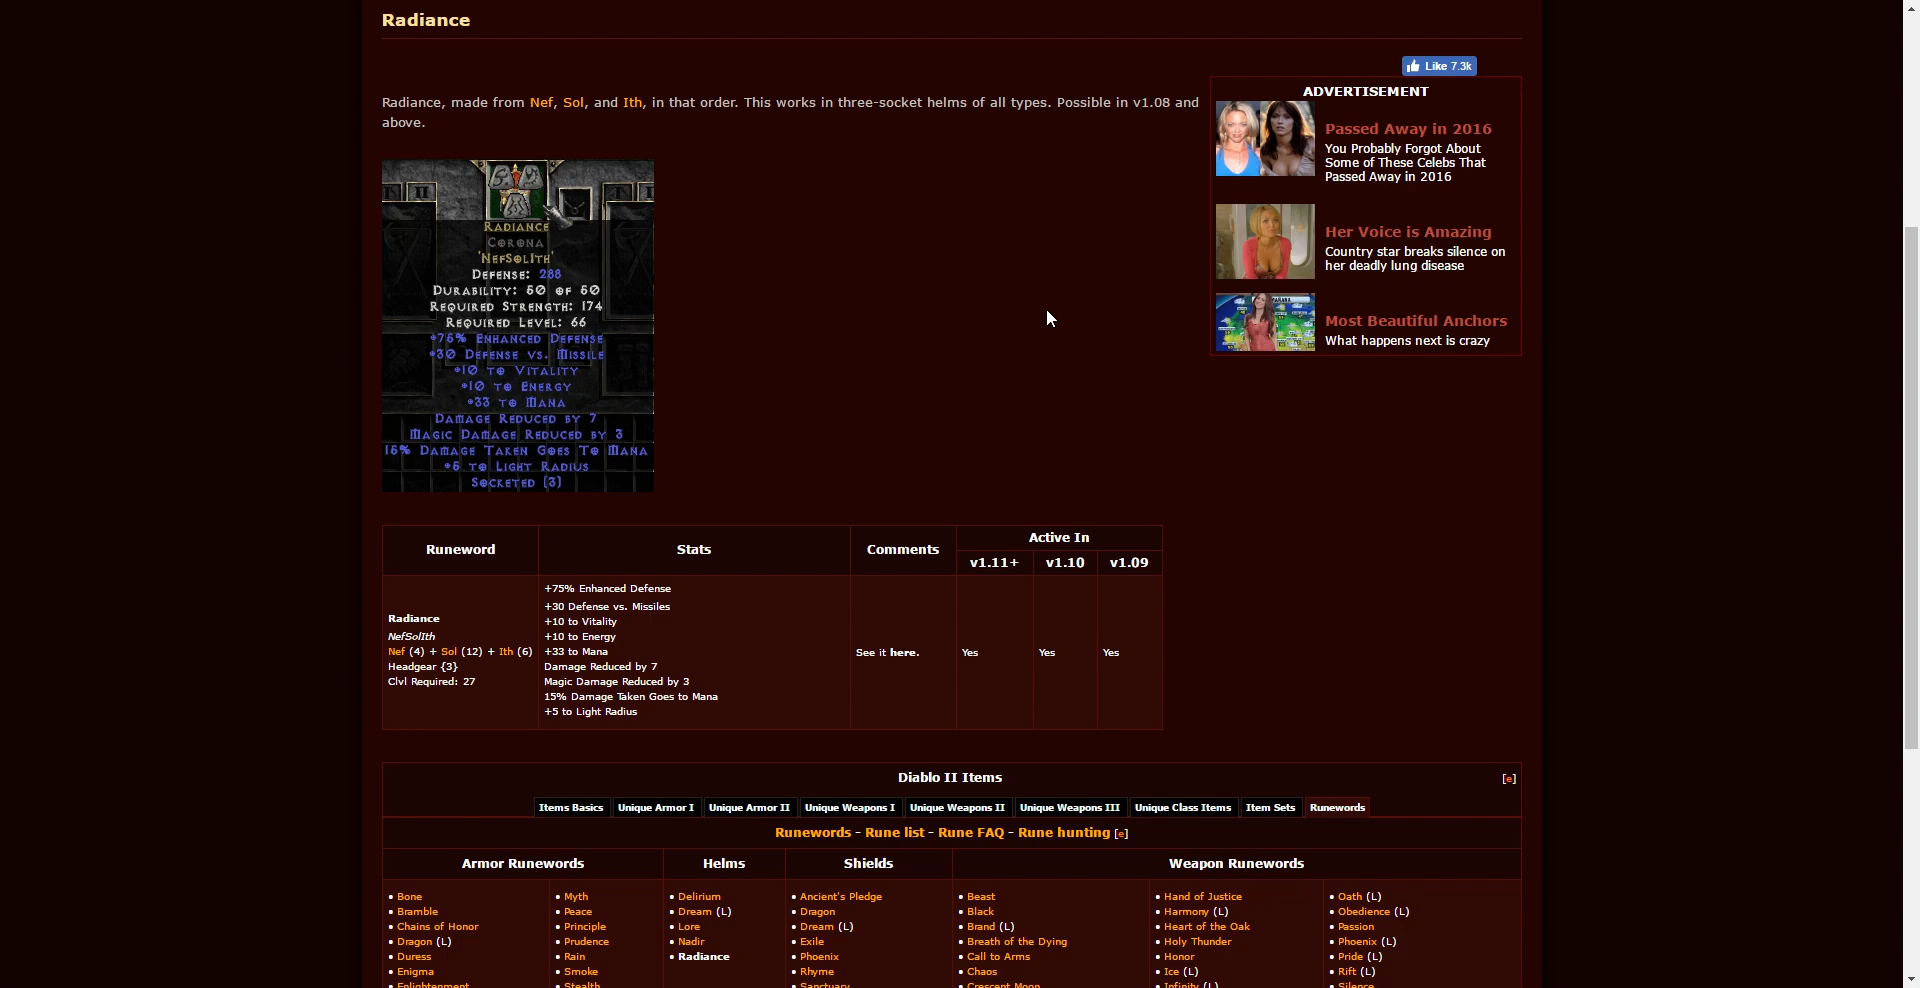 Radiance
Like 7.3k
Radiance, made from Nef, Sol, and Ith, in that order. This works in three-socket helms of all types. Possible in v1.08 and
above.
ADVERTISEMENT
Passed Away in 2016
You Probably Forgot About
Some of These Celebs That
Passed Away in 2016
Her Voice is Amazing
Country star breaks silence on
her deadly lung disease
Most Beautiful Anchors
What happens next is crazy
II
Radiance
Corona
'NefSolIth'
Defense: 288
Durability: 50 of 50
Required Strength: 174
Required Level: 66
+75% Enhanced Defense
+30 Defense vs. Missile
+10 to Vitality
+10 to Energy
+33 to Mana
Damage Reduced by 7
Magic Damage Reduced by 3
15% Damage Taken Goes To Mana
+5 to Light Radius
Socketed (3)
Runeword Stats Comments Active In
v1.11+ v1.10 v1.09
Radiance
NefSolIth
Nef (4) + Sol (12) + Ith (6)
Headgear {3}
Clvl Required: 27
+75% Enhanced Defense
+30 Defense vs. Missiles
+10 to Vitality
+10 to Energy
+33 to Mana
Damage Reduced by 7
Magic Damage Reduced by 3
15% Damage Taken Goes to Mana
+5 to Light Radius
See it here.
Yes Yes Yes
Diablo II Items [e]
Items Basics Unique Armor I Unique Armor II Unique Weapons I Unique Weapons II Unique Weapons III Unique Class Items Item Sets Runewords
Runewords - Rune list - Rune FAQ - Rune hunting [e]
Armor Runewords Helms Shields Weapon Runewords
• Bone • Myth • Delirium • Ancient's Pledge • Beast • Hand of Justice • Oath (L)
• Bramble • Peace • Dream (L) • Dragon • Black • Harmony (L) • Obedience (L)
• Chains of Honor • Principle • Lore • Dream (L) • Brand (L) • Heart of the Oak • Passion
• Dragon (L) • Prudence • Nadir • Exile • Breath of the Dying • Holy Thunder • Phoenix (L)
• Duress • Rain • Radiance • Phoenix • Call to Arms • Honor • Pride (L)
• Enigma • Smoke • Rhyme • Chaos • Ice (L) • Rift (L)
• Enlightenment • Stealth • Sanctuary • Crescent Moon • Infinity (L) • Silence